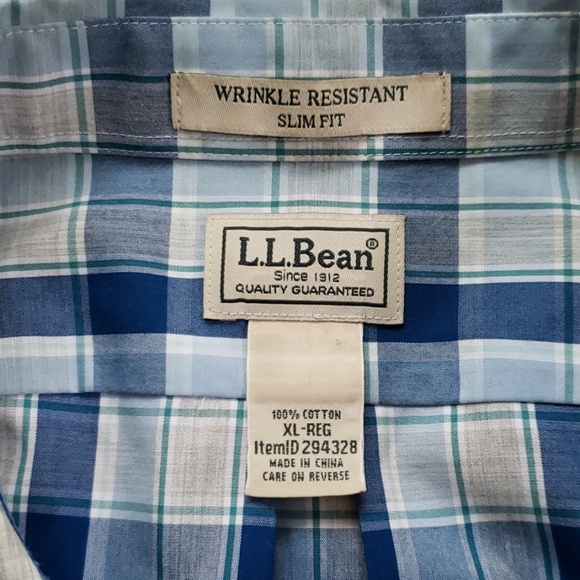 WRINKLE RESISTANT
SLIM FIT
L.L.Bean®
Since 1912
QUALITY GUARANTEED
100% COTTON
XL-REG
ItemID 294328
MADE IN CHINA
CARE ON REVERSE